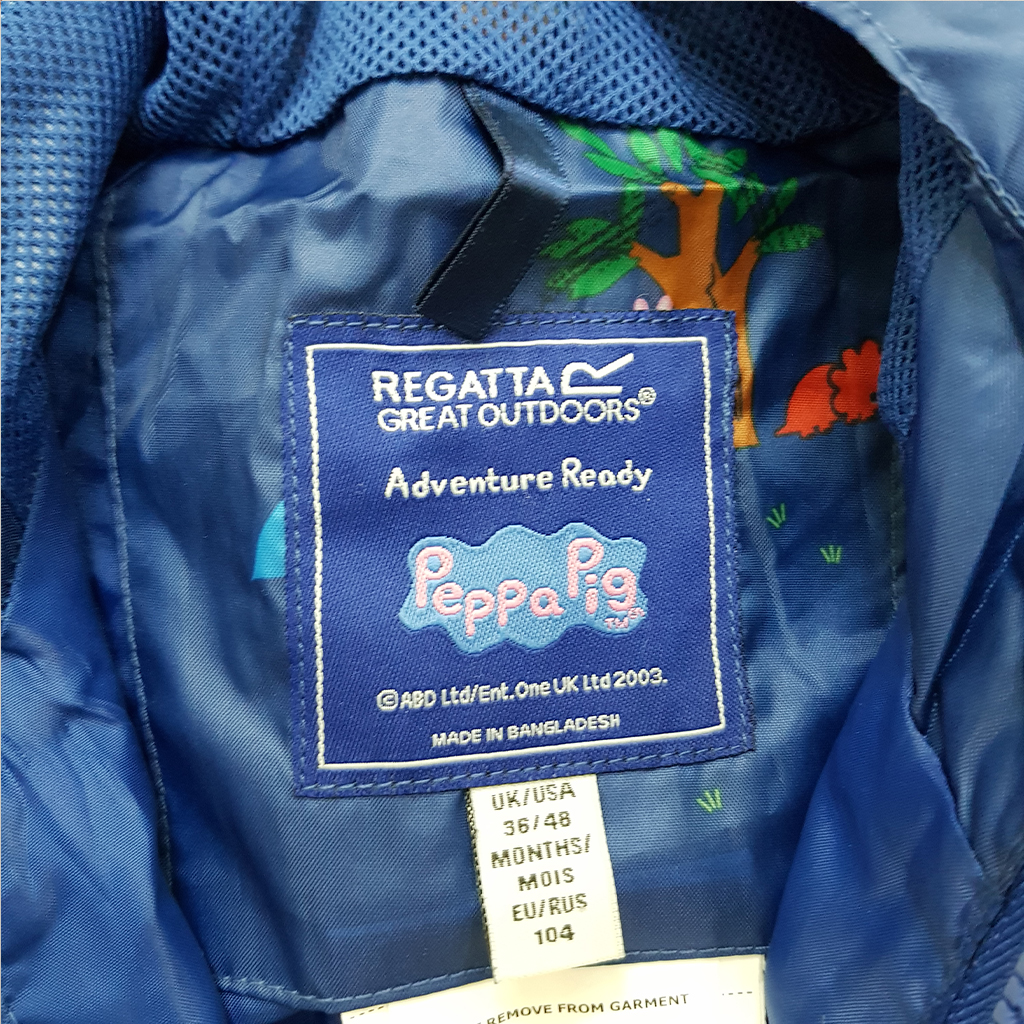 REGATTA R
GREAT OUTDOORS®
Adventure Ready
Peppa Pig
©ABD Ltd/Ent.One UK Ltd 2003.
MADE IN BANGLADESH
UK/USA
36/48
MONTHS/
MOIS
EU/RUS
104
REMOVE FROM GARMENT